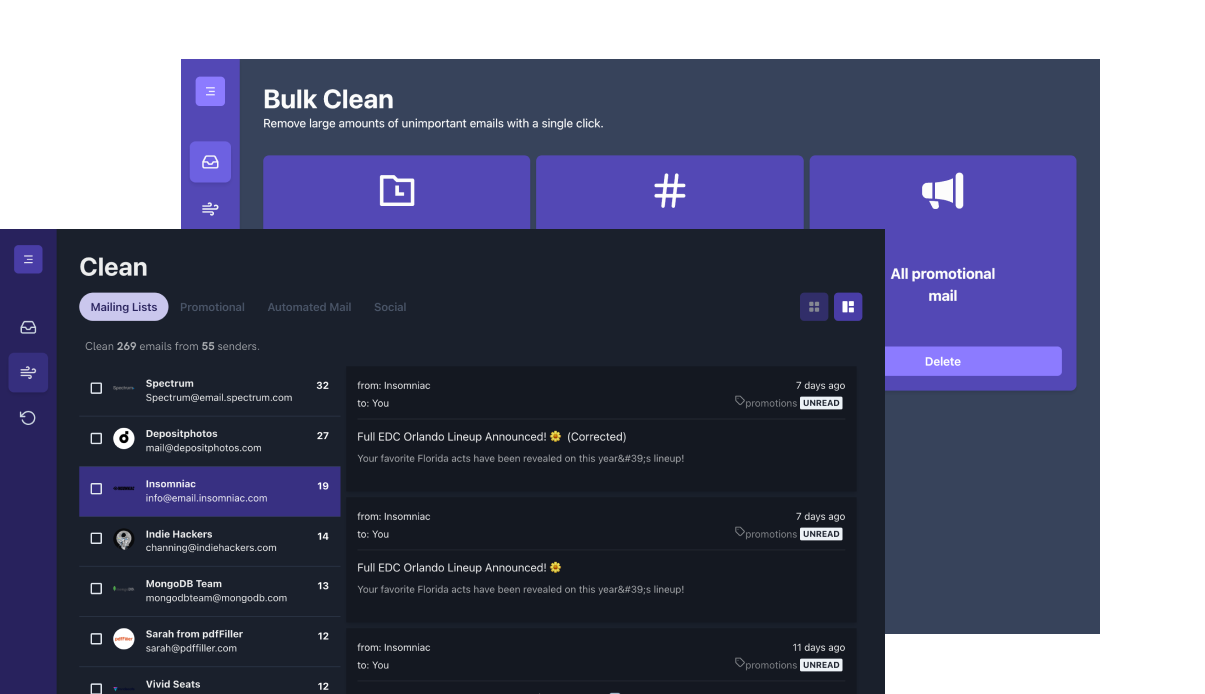 Bulk Clean
Remove large amounts of unimportant emails with a single click.
All promotional
mail
Delete
Clean
Mailing Lists Promotional Automated Mail Social
Clean 269 emails from 55 senders.
Spectrum 32
Spectrum@email.spectrum.com
Depositphotos 27
mail@depositphotos.com
Insomniac 19
info@email.insomniac.com
Indie Hackers 14
channing@indiehackers.com
MongoDB Team 13
mongodbteam@mongodb.com
pdfFiller
Sarah from pdfFiller 12
sarah@pdffiller.com
Vivid Seats 12
from: Insomniac 7 days ago
to: You promotions UNREAD
Full EDC Orlando Lineup Announced! 🌼 (Corrected)
Your favorite Florida acts have been revealed on this year&#39;s lineup!
from: Insomniac 7 days ago
to: You promotions UNREAD
Full EDC Orlando Lineup Announced! 🌼
Your favorite Florida acts have been revealed on this year&#39;s lineup!
from: Insomniac 11 days ago
to: You promotions UNREAD